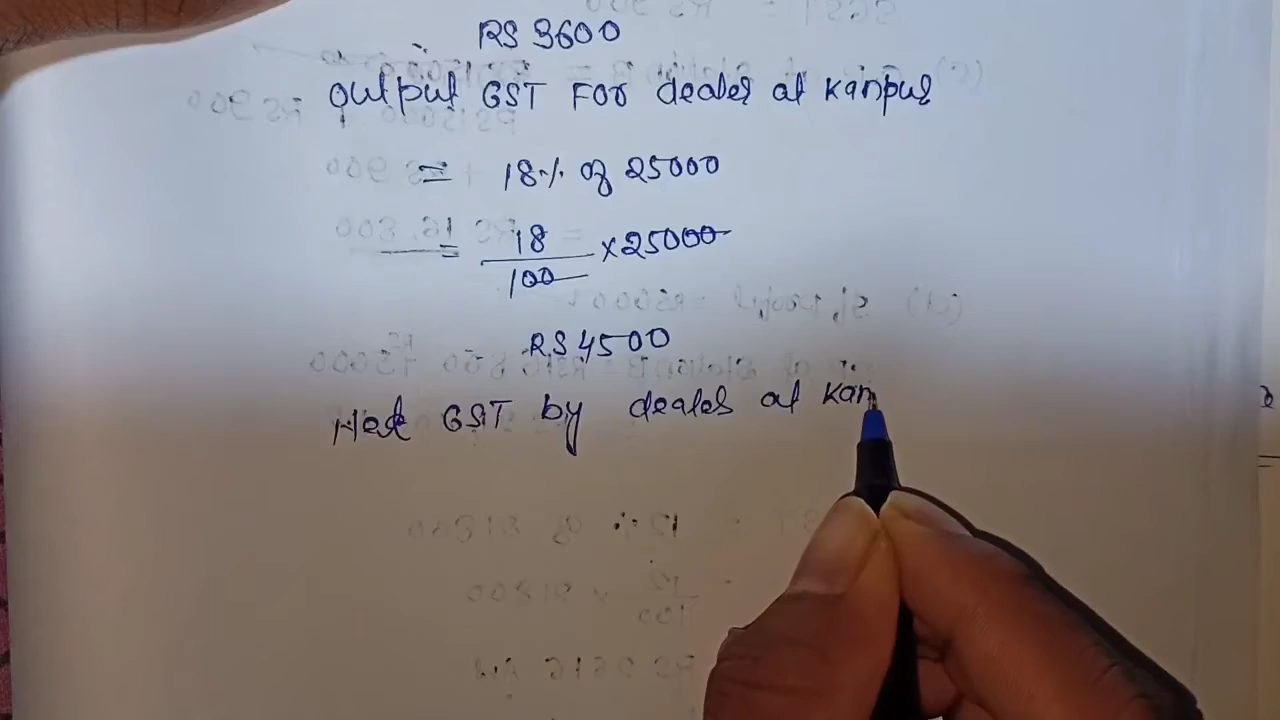 RS 3600
output GST FOR dealer at Kanpur
= 18% of 25000
= 18/100 × 25000
RS 4500
Net GST by dealer at Kan